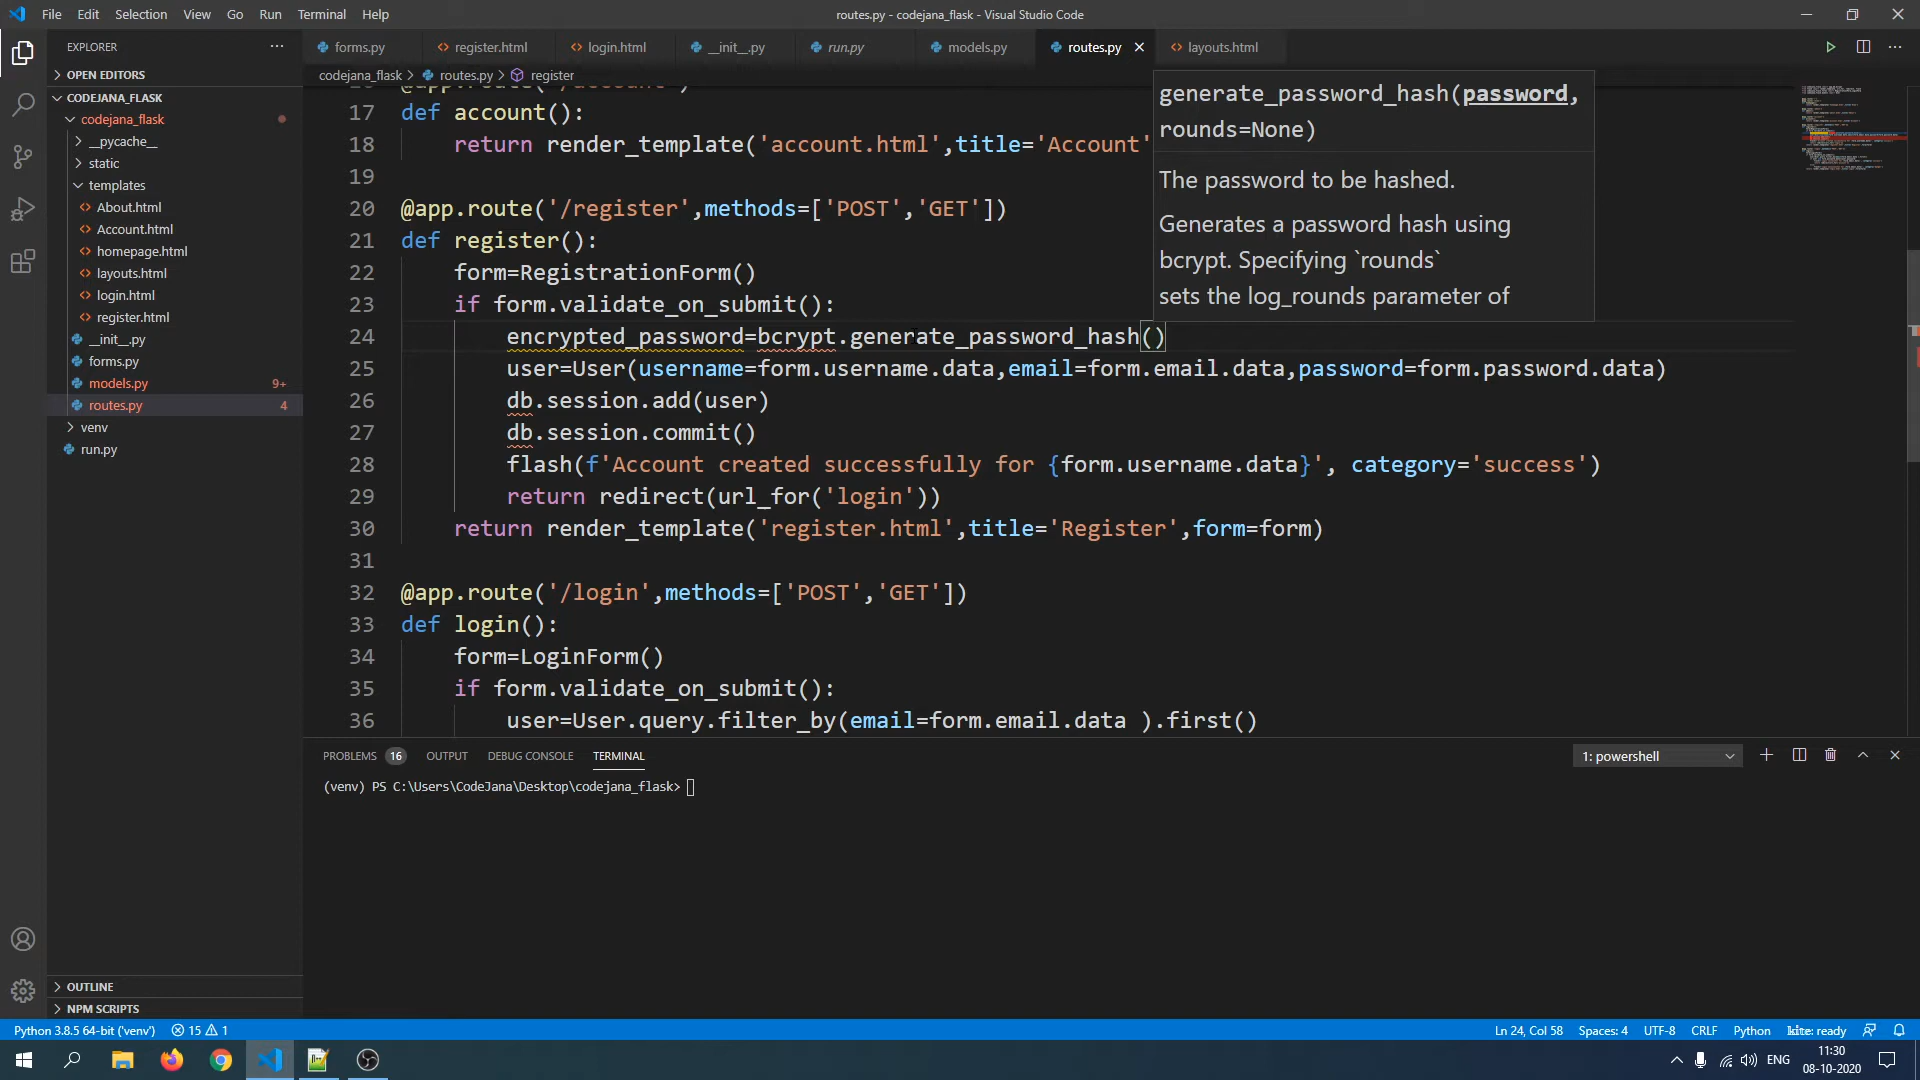 File Edit Selection View Go Run Terminal Help
routes.py - codejana_flask - Visual Studio Code
EXPLORER
OPEN EDITORS
CODEJANA_FLASK
codejana_flask
__pycache__
static
templates
About.html
Account.html
homepage.html
layouts.html
login.html
register.html
__init__.py
forms.py
models.py 9+
routes.py 4
venv
run.py
OUTLINE
NPM SCRIPTS
forms.py register.html login.html __init__.py run.py models.py routes.py layouts.html
codejana_flask > routes.py > register
17 def account():
18 return render_template('account.html',title='Account'
19
20 @app.route('/register',methods=['POST','GET'])
21 def register():
22 form=RegistrationForm()
23 if form.validate_on_submit():
24 encrypted_password=bcrypt.generate_password_hash()
25 user=User(username=form.username.data,email=form.email.data,password=form.password.data)
26 db.session.add(user)
27 db.session.commit()
28 flash(f'Account created successfully for {form.username.data}', category='success')
29 return redirect(url_for('login'))
30 return render_template('register.html',title='Register',form=form)
31
32 @app.route('/login',methods=['POST','GET'])
33 def login():
34 form=LoginForm()
35 if form.validate_on_submit():
36 user=User.query.filter_by(email=form.email.data ).first()
generate_password_hash(password,
rounds=None)
The password to be hashed.
Generates a password hash using
bcrypt. Specifying `rounds`
sets the log_rounds parameter of
PROBLEMS 16 OUTPUT DEBUG CONSOLE TERMINAL
1: powershell
(venv) PS C:\Users\CodeJana\Desktop\codejana_flask>
Python 3.8.5 64-bit ('venv') 15 1
Ln 24, Col 58 Spaces: 4 UTF-8 CRLF Python kite: ready
ENG
11:30
08-10-2020